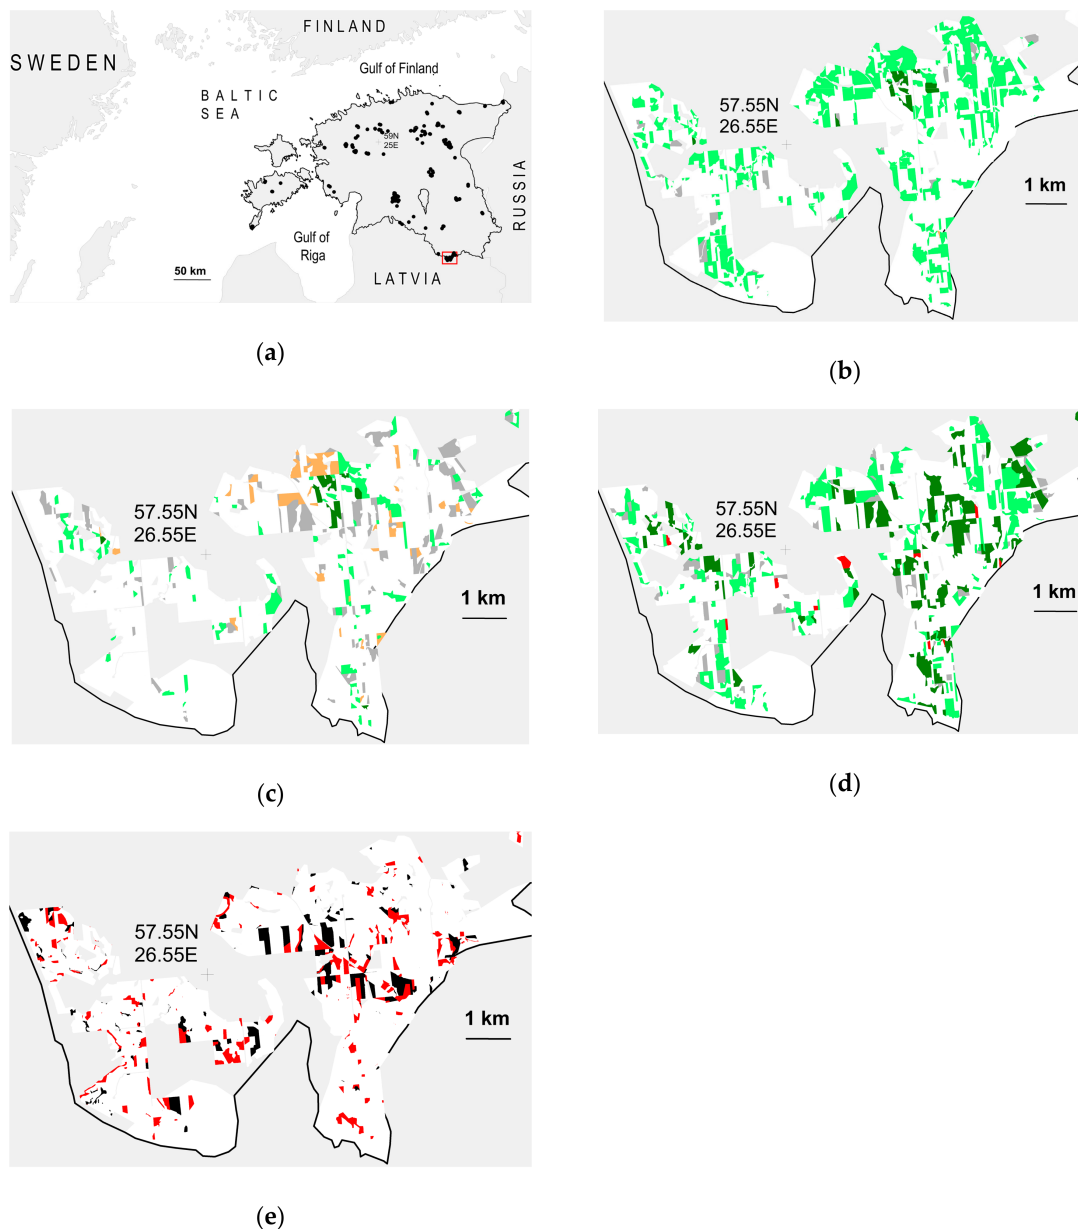 FINLAND
SWEDEN
Gulf of Finland
BALTIC
SEA
59N
25E
RUSSIA
Gulf of
Riga
50 km
LATVIA
(a)
57.55N
26.55E
1 km
(b)
57.55N
26.55E
1 km
(c)
57.55N
26.55E
1 km
(d)
57.55N
26.55E
1 km
(e)